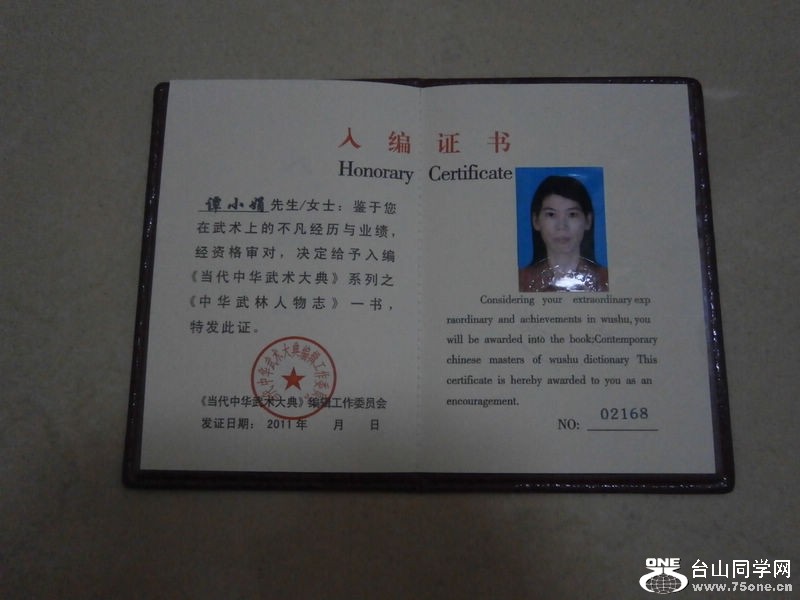 入编证书
Honorary Certificate
谭小娟 先生/女士：鉴于您
在武术上的不凡经历与业绩，
经资格审对，决定给予入编
《当代中华武术大典》系列之
《中华武林人物志》一书，
特发此证。
《当代中华武术大典》编辑工作委员会
发证日期： 2011 年 月 日
Considering your extraordinary exp
raordinary and achievements in wushu, you
will be awarded into the book:Contemporary
chinese masters of wushu dictionary This
certificate is hereby awarded to you as an
encouragement.
NO: 02168
ONE 台山同学网
www.75one.cn